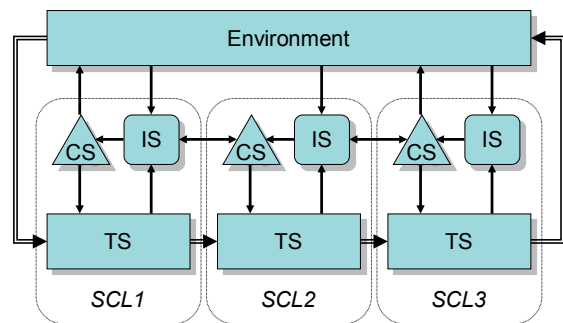 Environment
CS IS CS IS CS IS
TS TS TS
SCL1 SCL2 SCL3